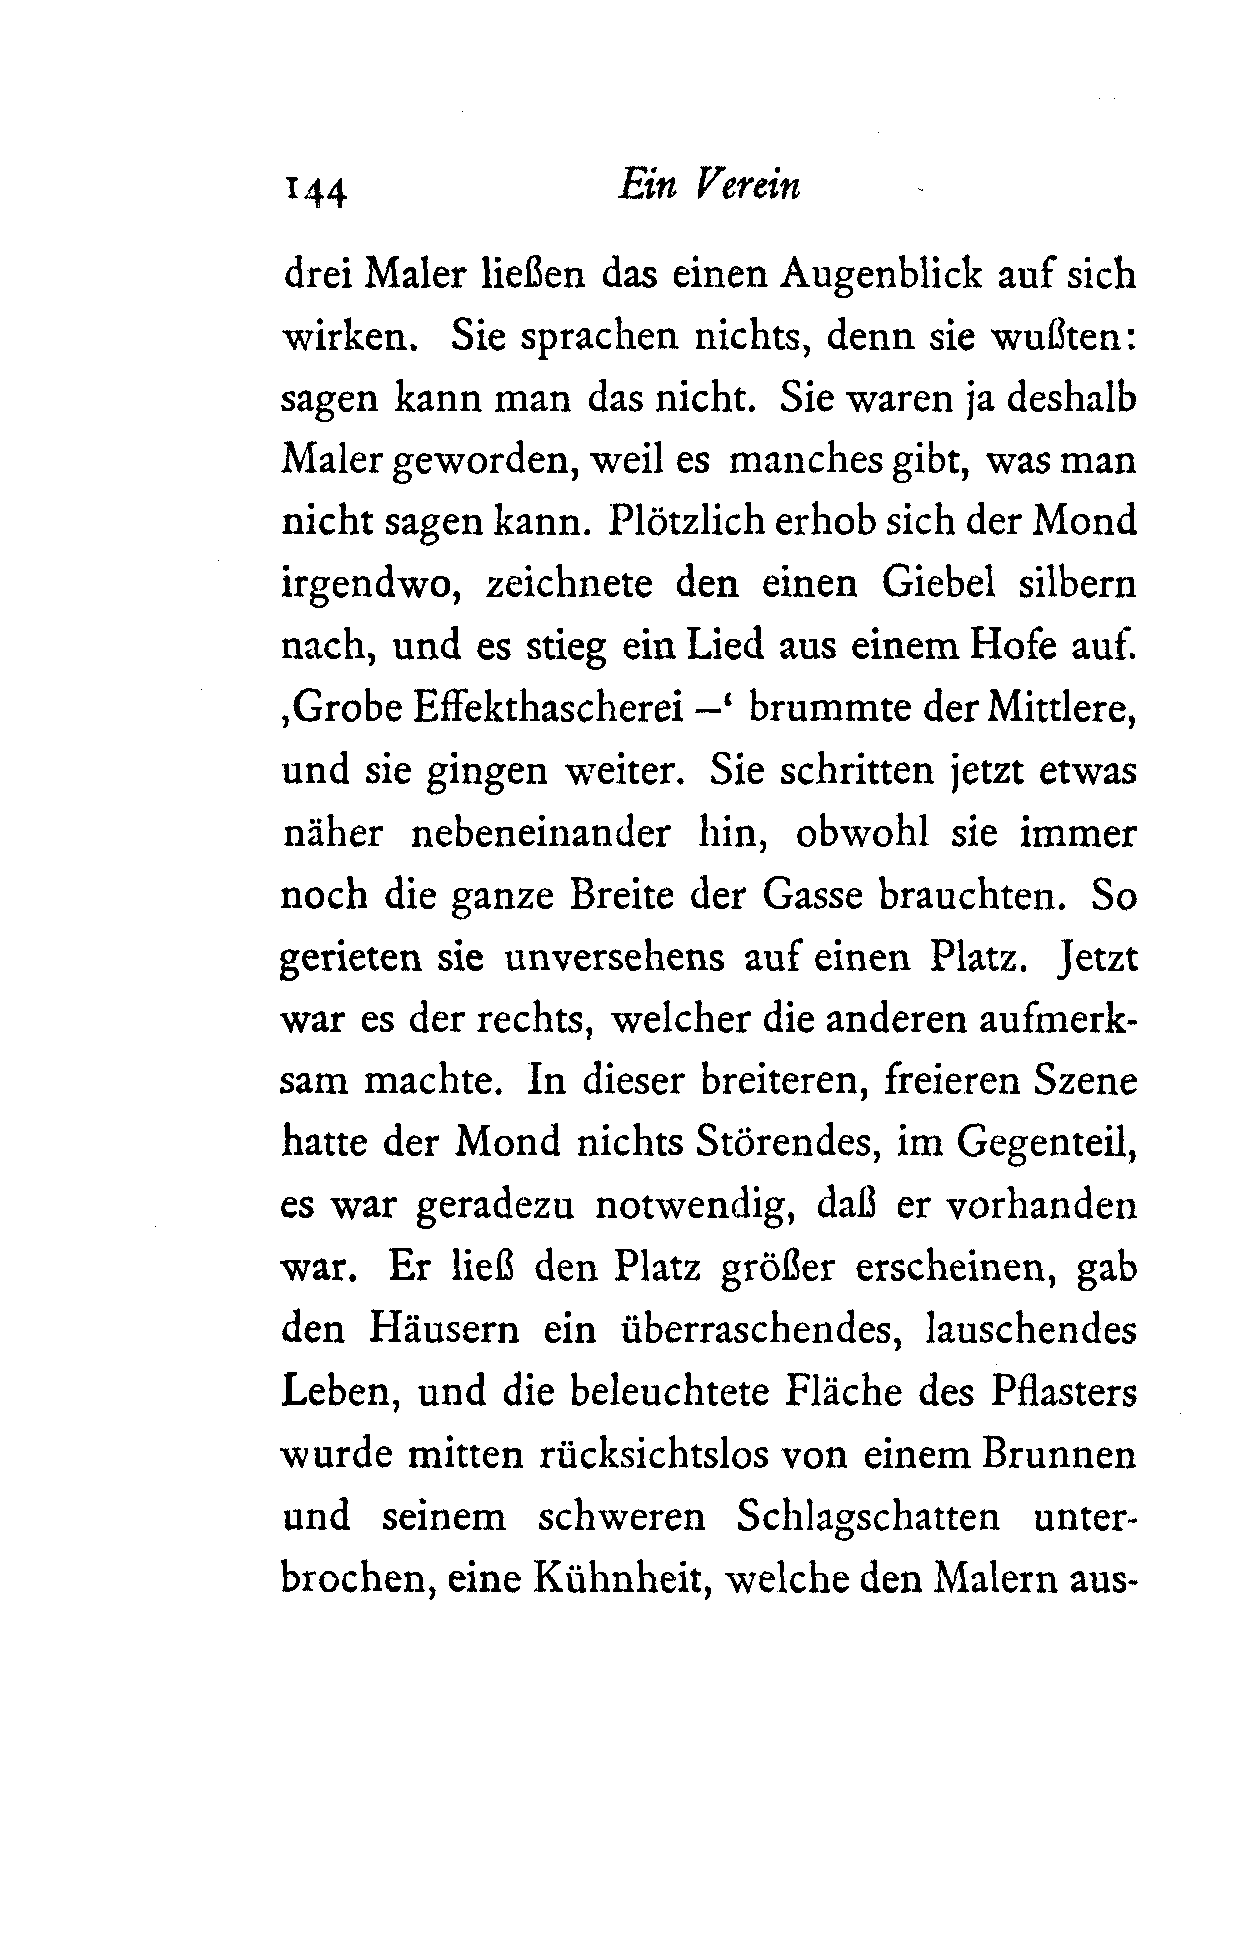 144 Ein Verein
drei Maler ließen das einen Augenblick auf sich
wirken. Sie sprachen nichts, denn sie wußten:
sagen kann man das nicht. Sie waren ja deshalb
Maler geworden, weil es manches gibt, was man
nicht sagen kann. Plötzlich erhob sich der Mond
irgendwo, zeichnete den einen Giebel silbern
nach, und es stieg ein Lied aus einem Hofe auf.
‚Grobe Effekthascherei –‘ brummte der Mittlere,
und sie gingen weiter. Sie schritten jetzt etwas
näher nebeneinander hin, obwohl sie immer
noch die ganze Breite der Gasse brauchten. So
gerieten sie unversehens auf einen Platz. Jetzt
war es der rechts, welcher die anderen aufmerk-
sam machte. In dieser breiteren, freieren Szene
hatte der Mond nichts Störendes, im Gegenteil,
es war geradezu notwendig, daß er vorhanden
war. Er ließ den Platz größer erscheinen, gab
den Häusern ein überraschendes, lauschendes
Leben, und die beleuchtete Fläche des Pflasters
wurde mitten rücksichtslos von einem Brunnen
und seinem schweren Schlagschatten unter-
brochen, eine Kühnheit, welche den Malern aus-